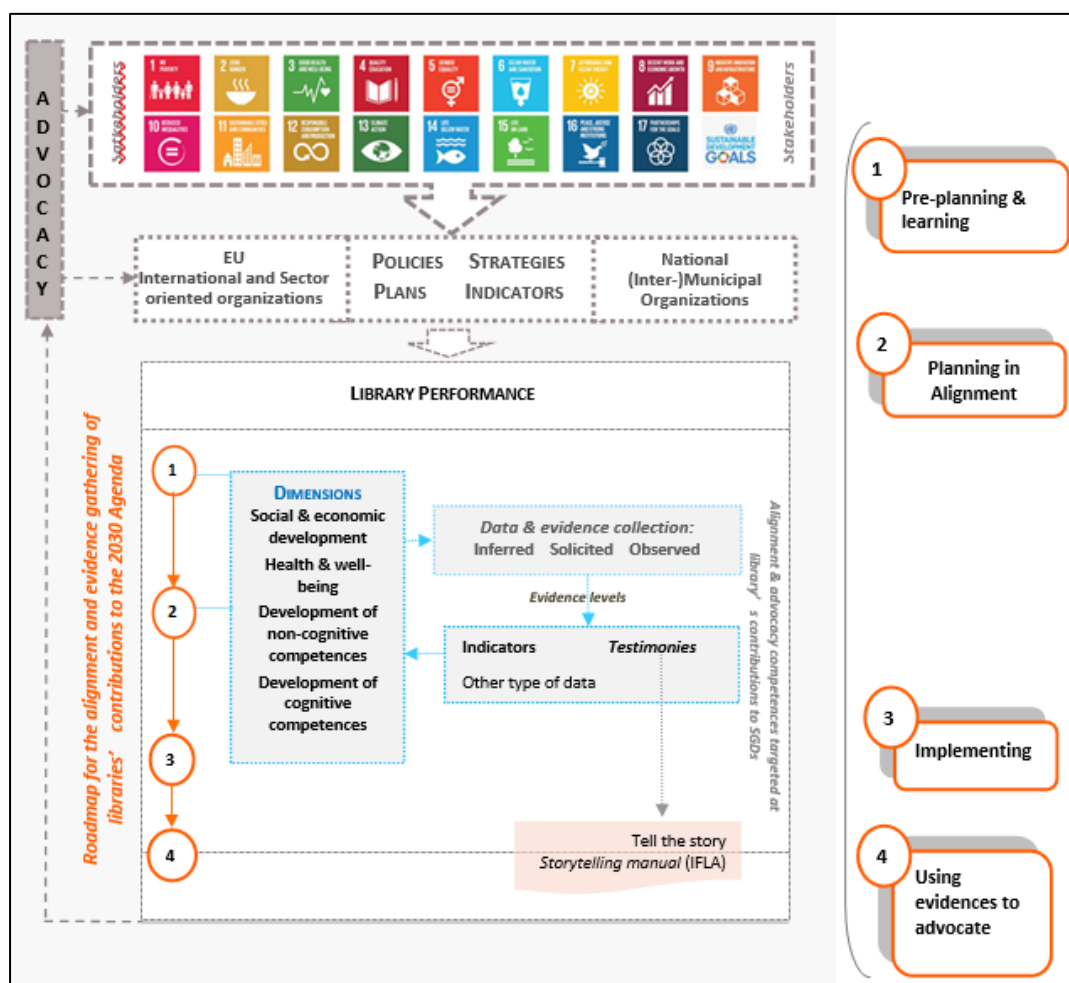 ADVOCACY
Satkeholders
1 NO POVERTY
2 ZERO HUNGER
3 GOOD HEALTH AND WELL-BEING
4 QUALITY EDUCATION
5 GENDER EQUALITY
6 CLEAN WATER AND SANITATION
7 AFFORDABLE AND CLEAN ENERGY
8 DECENT WORK AND ECONOMIC GROWTH
9 INDUSTRY, INNOVATION AND INFRASTRUCTURE
10 REDUCED INEQUALITIES
11 SUSTAINABLE CITIES AND COMMUNITIES
12 RESPONSIBLE CONSUMPTION AND PRODUCTION
13 CLIMATE ACTION
14 LIFE BELOW WATER
15 LIFE ON LAND
16 PEACE, JUSTICE AND STRONG INSTITUTIONS
17 PARTNERSHIPS FOR THE GOALS
SUSTAINABLE
DEVELOPMENT
GOALS
Stakeholders
EU
International and Sector
oriented organizations
POLICIES STRATEGIES
PLANS INDICATORS
National
(Inter-)Municipal
Organizations
LIBRARY PERFORMANCE
Roadmap for the alignment and evidence gathering of
libraries' contributions to the 2030 Agenda
1
2
3
4
DIMENSIONS
Social & economic
development
Health & well-
being
Development of
non-cognitive
competences
Development of
cognitive
competences
Data & evidence collection:
Inferred Solicited Observed
Evidence levels
Indicators Testimonies
Other type of data
Tell the story
Storytelling manual (IFLA)
Alignment & advocacy competences targeted at
library's contributions to SGDs
1
Pre-planning &
learning
2
Planning in
Alignment
3
Implementing
4
Using
evidences to
advocate